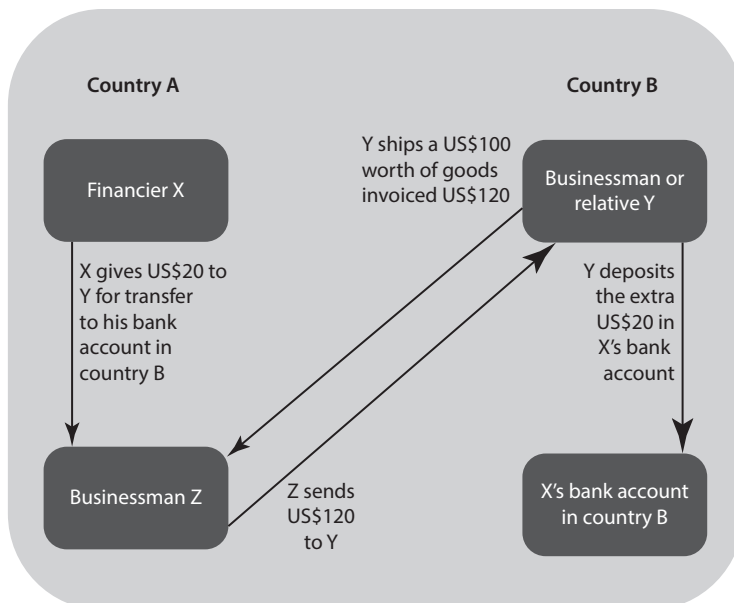 Country A
Country B
Financier X
Y ships a US$100
worth of goods
invoiced US$120
Businessman or
relative Y
X gives US$20 to
Y for transfer
to his bank
account in
country B
Y deposits
the extra
US$20 in
X's bank
account
Businessman Z
Z sends
US$120
to Y
X's bank account
in country B